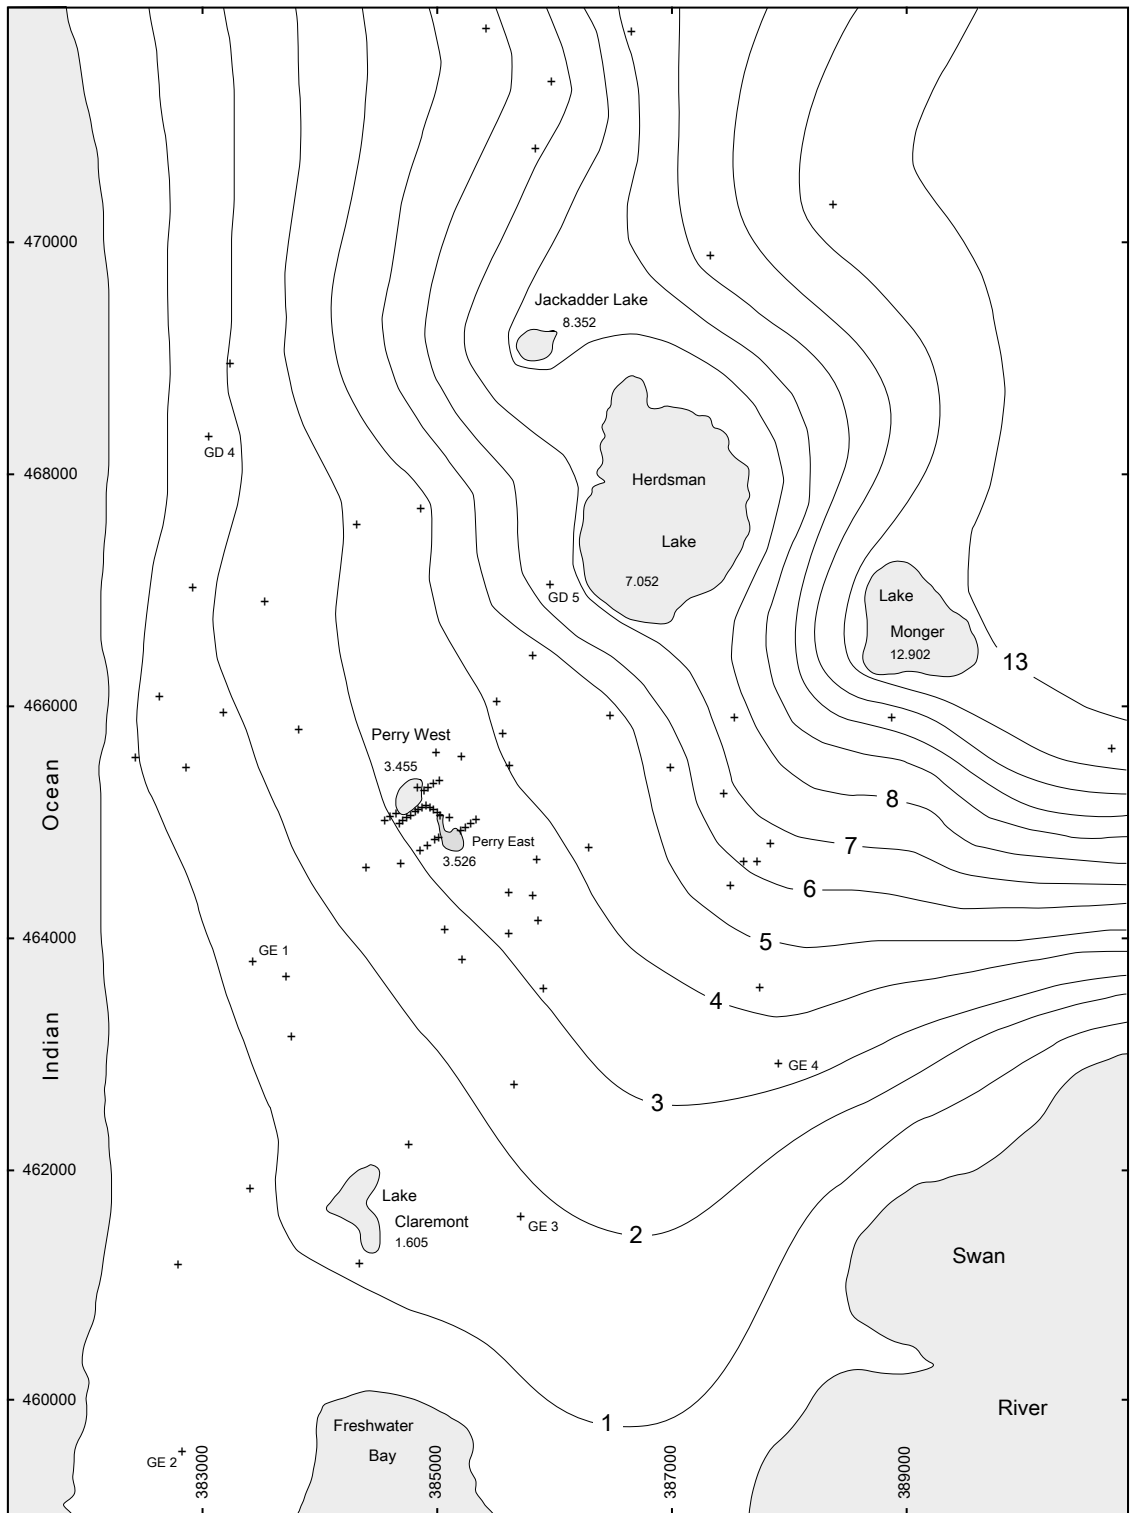 470000
Jackadder Lake
8.352
GD 4
468000
Herdsman
Lake
7.052
GD 5
Lake
Monger
12.902
13
466000
Perry West
3.455
Ocean
8
Perry East
3.526
7
6
464000
5
GE 1
4
Indian
GE 4
3
462000
Lake
Claremont
1.605
GE 3
2
Swan
460000
River
1
Freshwater
Bay
GE 2
383000
385000
387000
389000